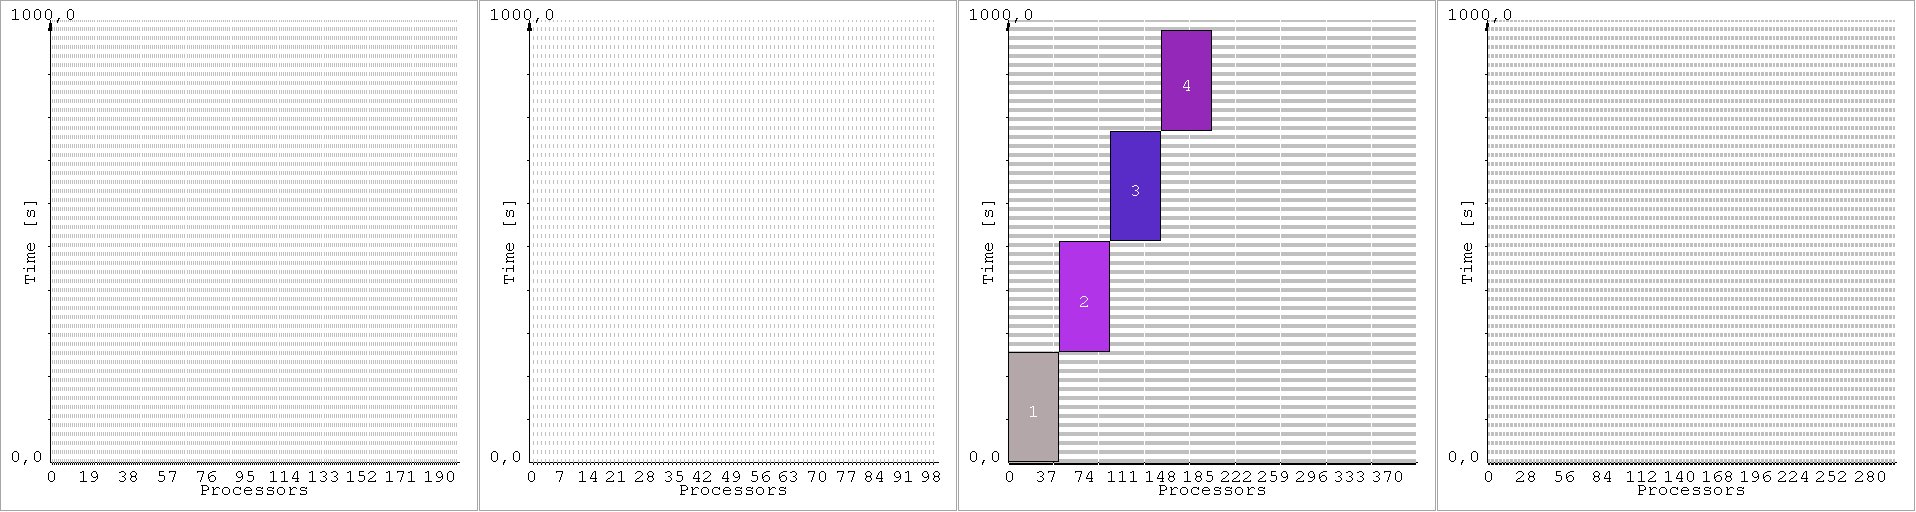 1000,0
Time [s]
0,0
0 19 38 57 76 95 114 133 152 171 190
Processors
1000,0
Time [s]
0,0
0 7 14 21 28 35 42 49 56 63 70 77 84 91 98
Processors
1000,0
4
3
Time [s]
2
1
0,0
0 37 74 111 148 185 222 259 296 333 370
Processors
1000,0
Time [s]
0,0
0 28 56 84 112 140 168 196 224 252 280
Processors